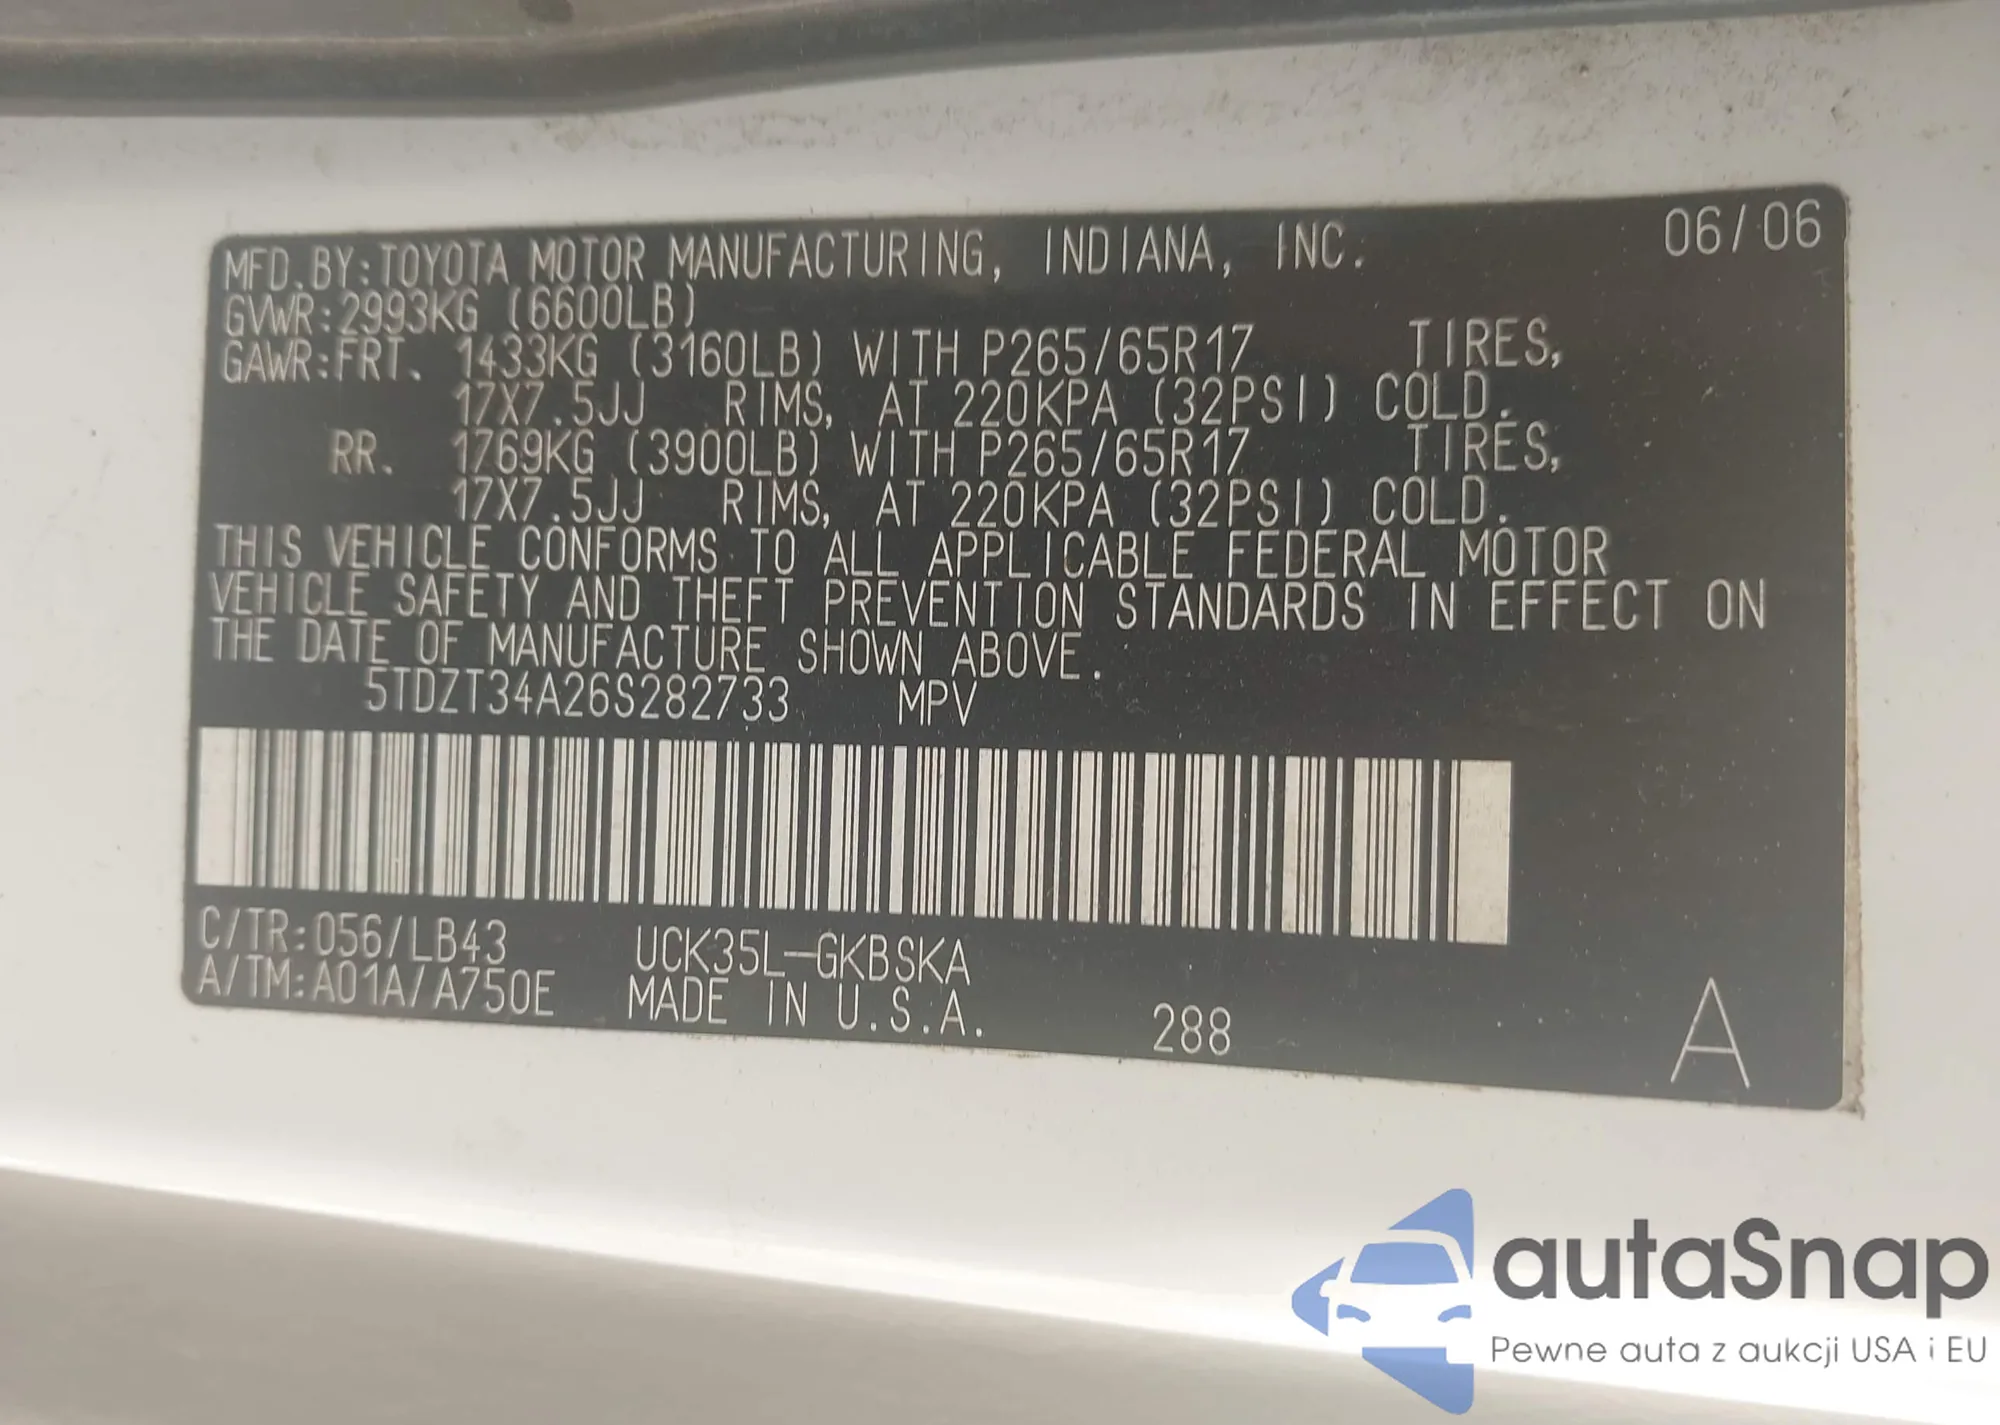 MFD.BY:TOYOTA MOTOR MANUFACTURING, INDIANA, INC. 06/06
GVWR:2993KG (6600LB)
GAWR:FRT. 1433KG (3160LB) WITH P265/65R17 TIRES,
17X7.5JJ RIMS, AT 220KPA (32PSI) COLD.
RR. 1769KG (3900LB) WITH P265/65R17 TIRES,
17X7.5JJ RIMS, AT 220KPA (32PSI) COLD.
THIS VEHICLE CONFORMS TO ALL APPLICABLE FEDERAL MOTOR
VEHICLE SAFETY AND THEFT PREVENTION STANDARDS IN EFFECT ON
THE DATE OF MANUFACTURE SHOWN ABOVE.
5TDZT34A26S282733 MPV
C/TR:056/LB43 UCK35L-GKBSKA
A/TM:A01A/A750E MADE IN U.S.A. 288 A
autaSnap
Pewne auta z aukcji USA i EU